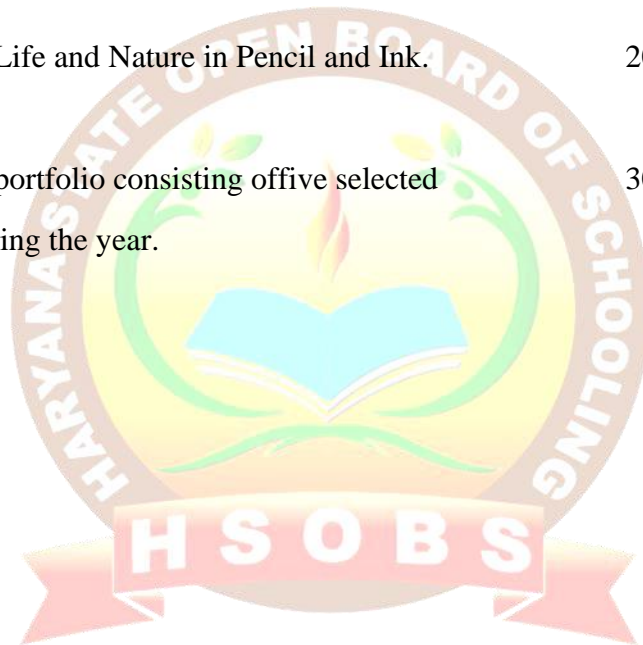 Life and Nature in Pencil and Ink.
portfolio consisting offive selected
ing the year.
HARYANA STATE OPEN BOARD OF SCHOOLING
HSOBS